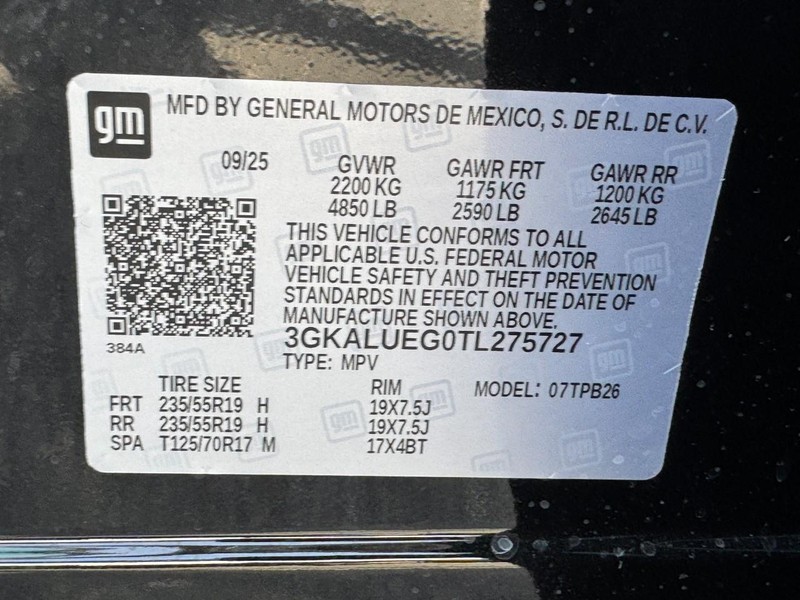 gm
MFD BY GENERAL MOTORS DE MEXICO, S. DE R.L. DE C.V.
09/25 GVWR GAWR FRT GAWR RR
2200 KG 1175 KG 1200 KG
4850 LB 2590 LB 2645 LB
THIS VEHICLE CONFORMS TO ALL
APPLICABLE U.S. FEDERAL MOTOR
VEHICLE SAFETY AND THEFT PREVENTION
STANDARDS IN EFFECT ON THE DATE OF
MANUFACTURE SHOWN ABOVE.
3GKALUEG0TL275727
384A
TYPE: MPV
TIRE SIZE RIM MODEL: 07TPB26
FRT 235/55R19 H 19X7.5J
RR 235/55R19 H 19X7.5J
SPA T125/70R17 M 17X4BT